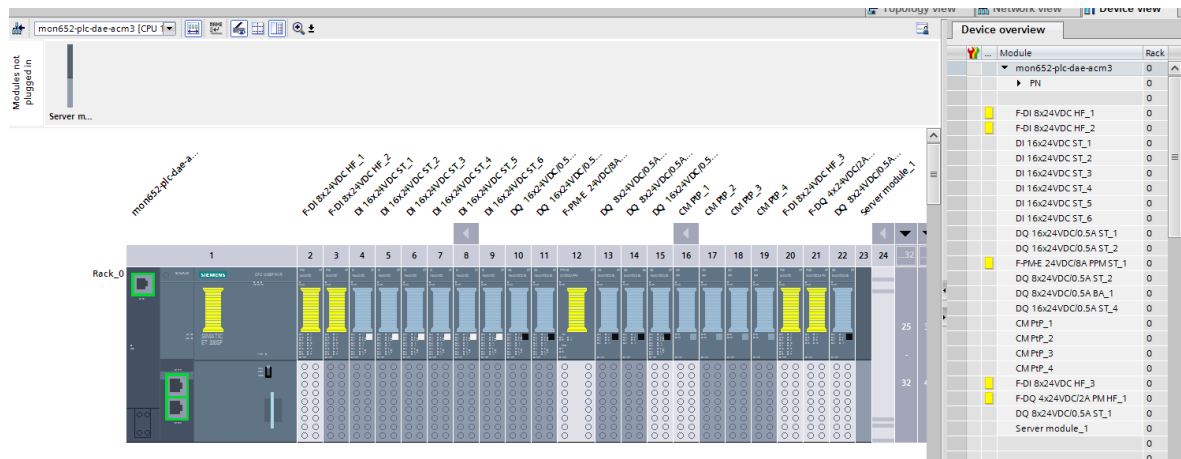 Topology view
Network view
Device view
mon652-plc-dae-acm3 [CPU 1
Device overview
Modules not
plugged in
Server m...
... Module Rack
mon652-plc-dae-acm3 0
PN 0
0
F-DI 8x24VDC HF_1 0
F-DI 8x24VDC HF_2 0
DI 16x24VDC ST_1 0
DI 16x24VDC ST_2 0
DI 16x24VDC ST_3 0
DI 16x24VDC ST_4 0
DI 16x24VDC ST_5 0
DI 16x24VDC ST_6 0
DQ 16x24VDC/0.5A ST_1 0
DQ 16x24VDC/0.5A ST_2 0
F-PM-E 24VDC/8A PPM ST_1 0
DQ 8x24VDC/0.5A ST_2 0
DQ 8x24VDC/0.5A BA_1 0
DQ 16x24VDC/0.5A ST_4 0
CM PtP_1 0
CM PtP_2 0
CM PtP_3 0
CM PtP_4 0
F-DI 8x24VDC HF_3 0
F-DQ 4x24VDC/2A PM HF_1 0
DQ 8x24VDC/0.5A ST_1 0
Server module_1 0
0
0
mon652-plc-dae-a...
F-DI 8x24VDC HF_1
F-DI 8x24VDC HF_2
DI 16x24VDC ST_1
DI 16x24VDC ST_2
DI 16x24VDC ST_3
DI 16x24VDC ST_4
DI 16x24VDC ST_5
DI 16x24VDC ST_6
DQ 16x24VDC/0.5...
DQ 16x24VDC/0.5...
F-PM-E 24VDC/8A...
DQ 8x24VDC/0.5A...
DQ 8x24VDC/0.5A...
DQ 16x24VDC/0.5...
CM PtP_1
CM PtP_2
CM PtP_3
CM PtP_4
F-DI 8x24VDC HF_3
F-DQ 4x24VDC/2A...
DQ 8x24VDC/0.5A...
Server module_1
1 2 3 4 5 6 7 8 9 10 11 12 13 14 15 16 17 18 19 20 21 22 23 24 ...32
Rack_0
SIEMENS
SIMATIC
ET 200SP
25
-
32